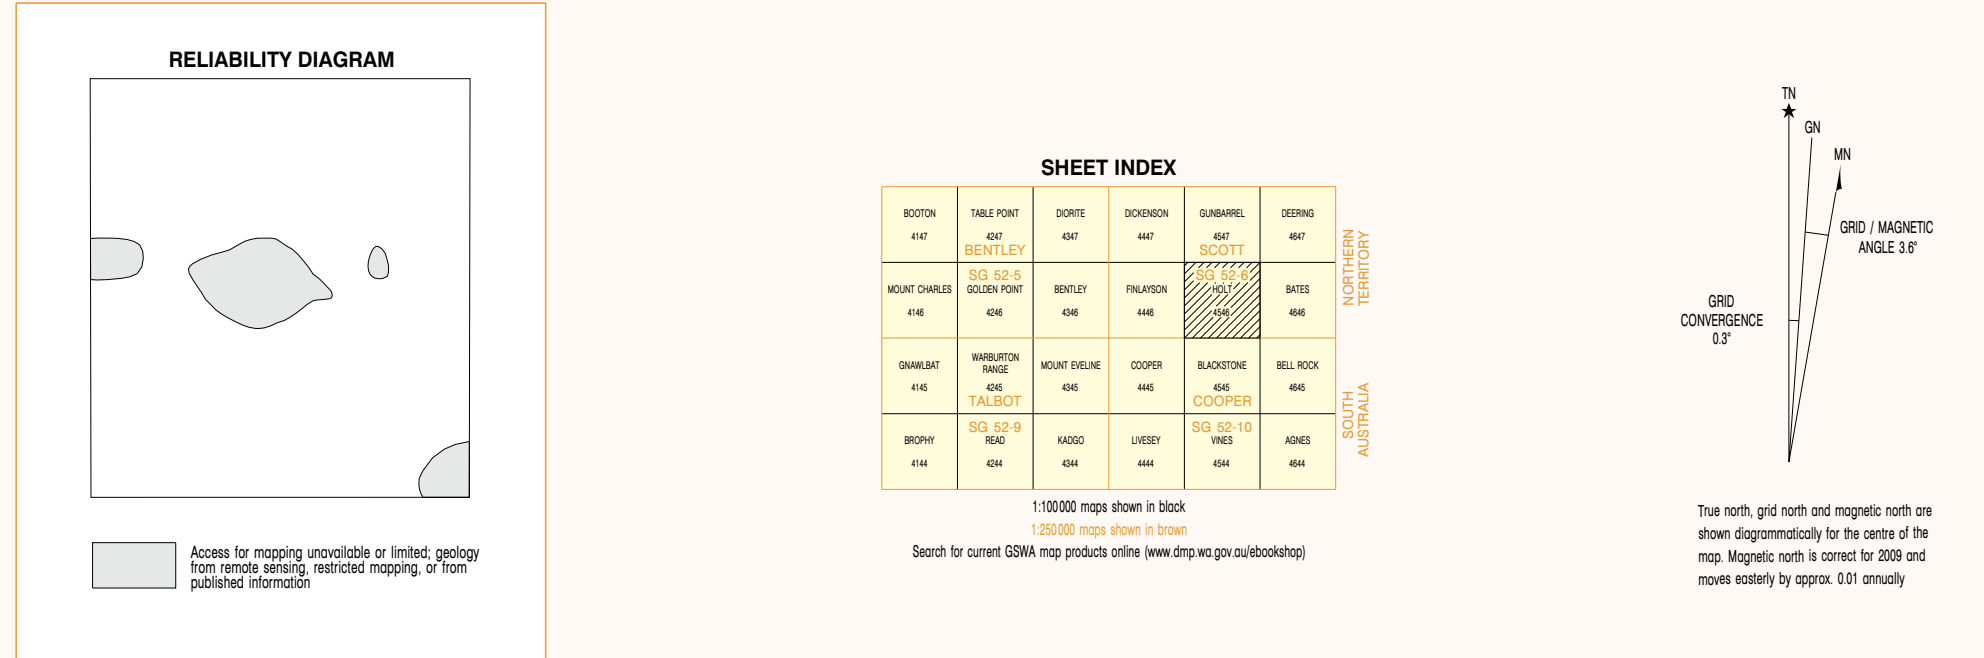 RELIABILITY DIAGRAM
Access for mapping unavailable or limited; geology
from remote sensing, restricted mapping, or from
published information
SHEET INDEX
BOOTON TABLE POINT DIORITE DICKENSON GUNBARREL DEERING
4147 4247 4347 4447 4547 4647
BENTLEY SCOTT
SG 52-5 SG 52-6
MOUNT CHARLES GOLDEN POINT BENTLEY FINLAYSON HOLT BATES
4146 4246 4346 4446 4546 4646
GNAWLBAT WARBURTON RANGE MOUNT EVELINE COOPER BLACKSTONE BELL ROCK
4145 4245 4345 4445 4545 4645
TALBOT COOPER
SG 52-9 SG 52-10
BROPHY READ KADGO LIVESEY VINES AGNES
4144 4244 4344 4444 4544 4644
NORTHERN
TERRITORY
SOUTH
AUSTRALIA
1:100 000 maps shown in black
1:250 000 maps shown in brown
Search for current GSWA map products online (www.dmp.wa.gov.au/ebookshop)
TN
GN
MN
GRID / MAGNETIC
ANGLE 3.6°
GRID
CONVERGENCE
0.3°
True north, grid north and magnetic north are
shown diagrammatically for the centre of the
map. Magnetic north is correct for 2009 and
moves easterly by approx. 0.01 annually